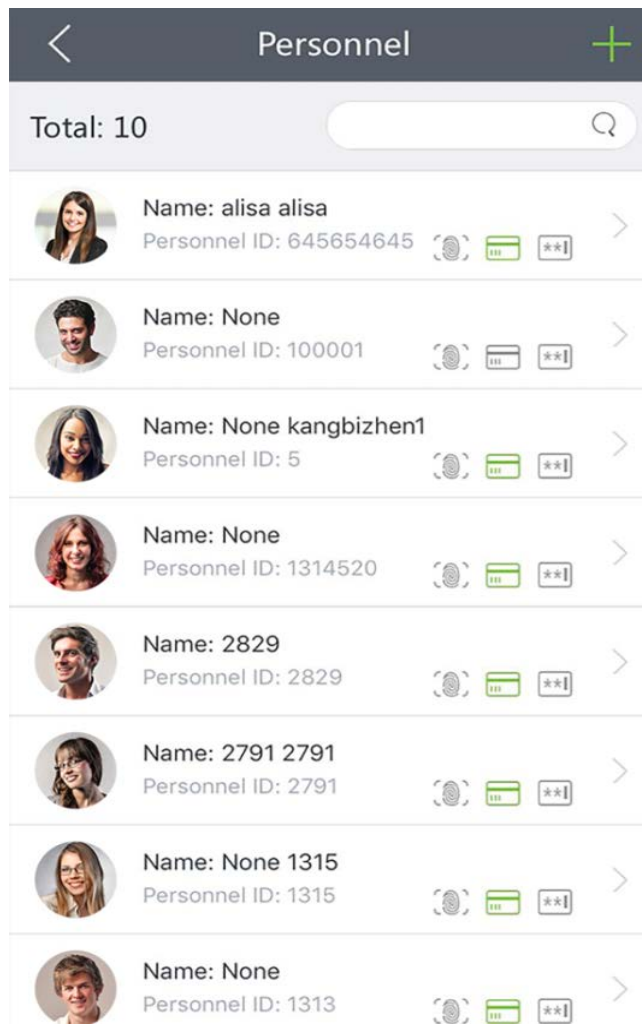 Personnel
Total: 10
Name: alisa alisa
Personnel ID: 645654645
Name: None
Personnel ID: 100001
Name: None kangbizhen1
Personnel ID: 5
Name: None
Personnel ID: 1314520
Name: 2829
Personnel ID: 2829
Name: 2791 2791
Personnel ID: 2791
Name: None 1315
Personnel ID: 1315
Name: None
Personnel ID: 1313